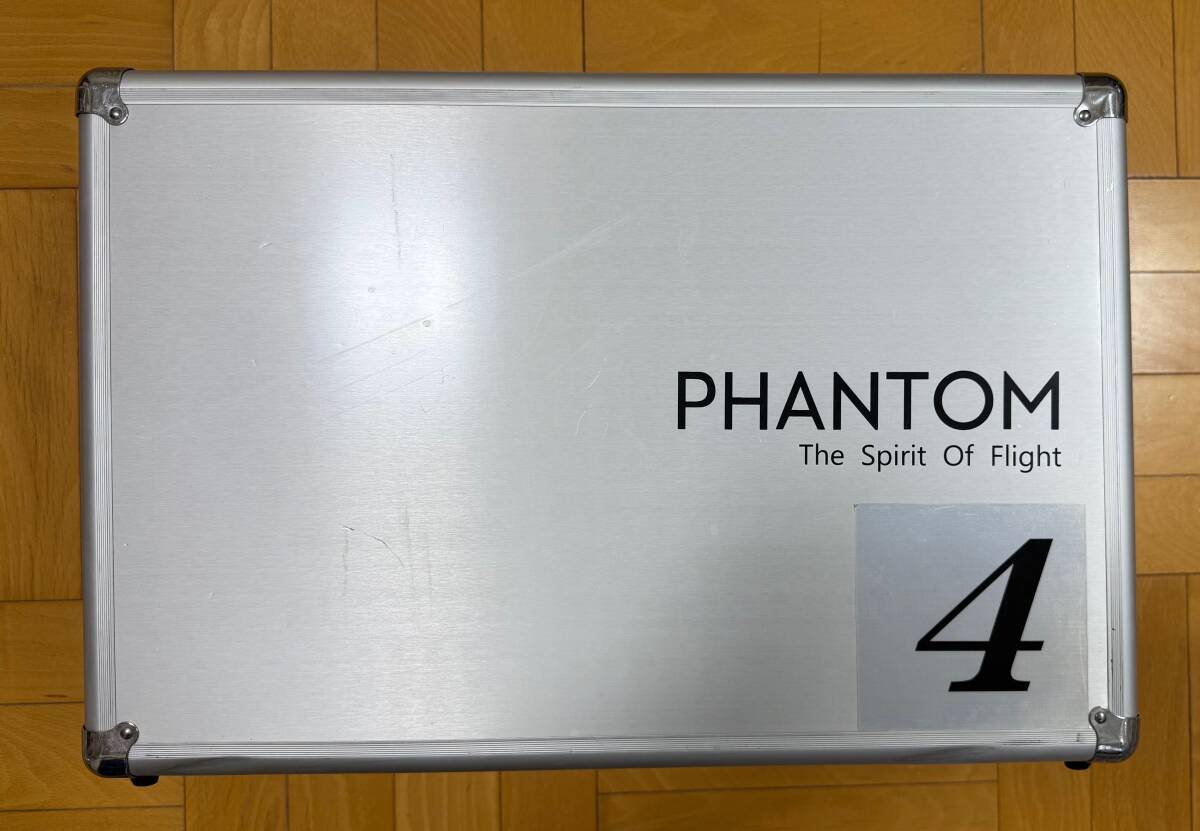 PHANTOM
The Spirit Of Flight
4